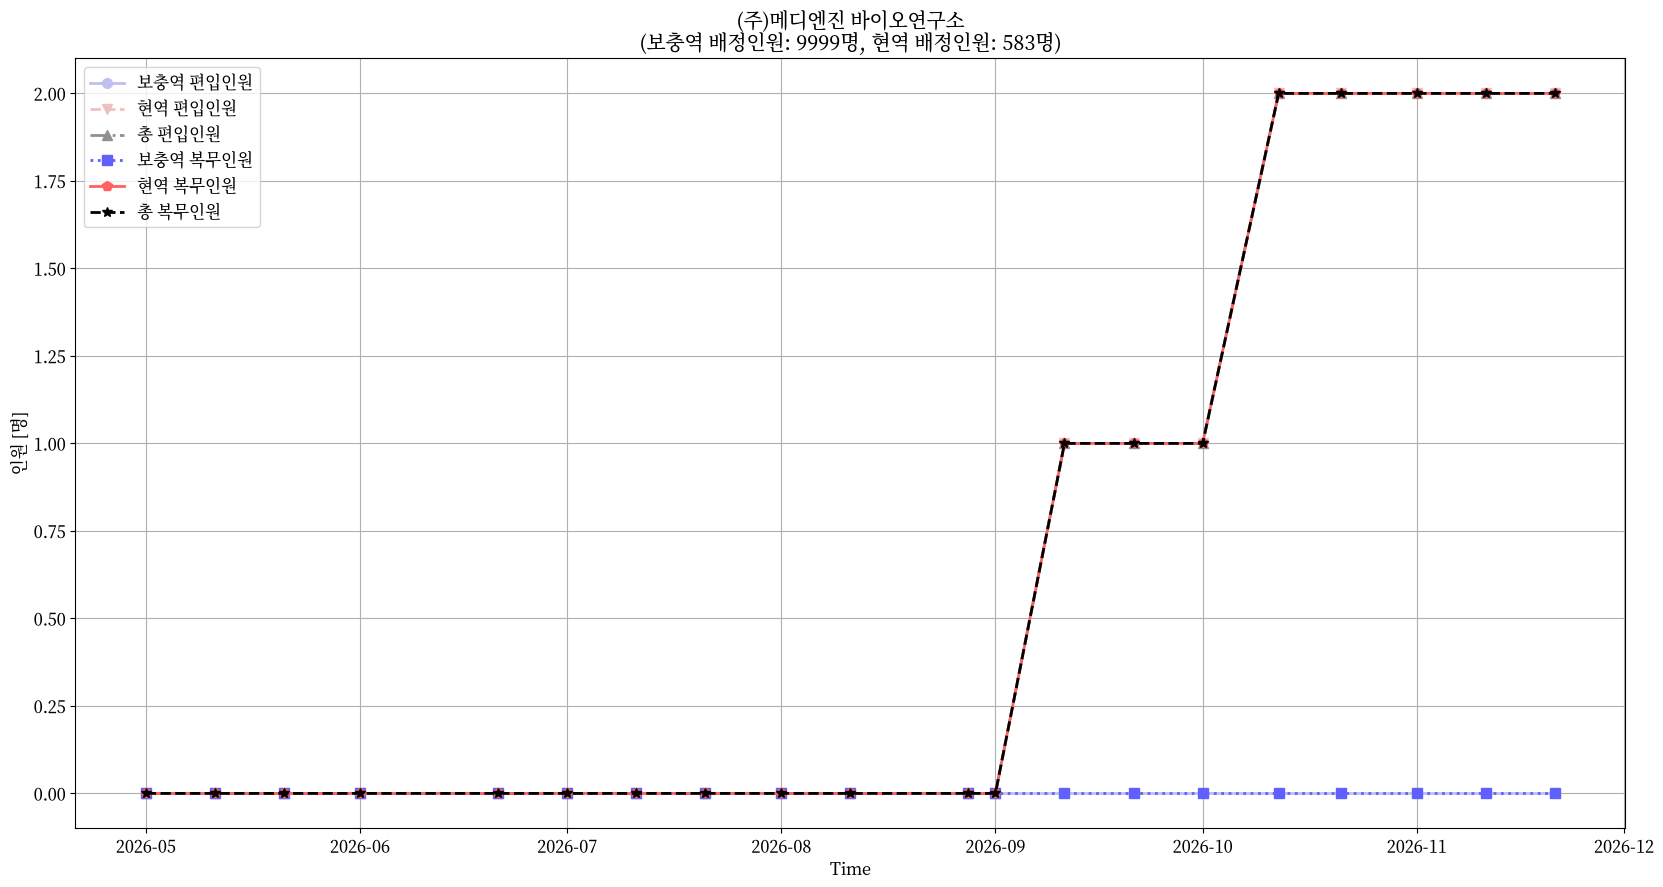 (주)메디엔진 바이오연구소
(보충역 배정인원: 9999명, 현역 배정인원: 583명)
보충역 편입인원
현역 편입인원
총 편입인원
보충역 복무인원
현역 복무인원
총 복무인원
2.00
1.75
1.50
1.25
1.00
0.75
0.50
0.25
0.00
인원 [명]
2026-05 2026-06 2026-07 2026-08 2026-09 2026-10 2026-11 2026-12
Time